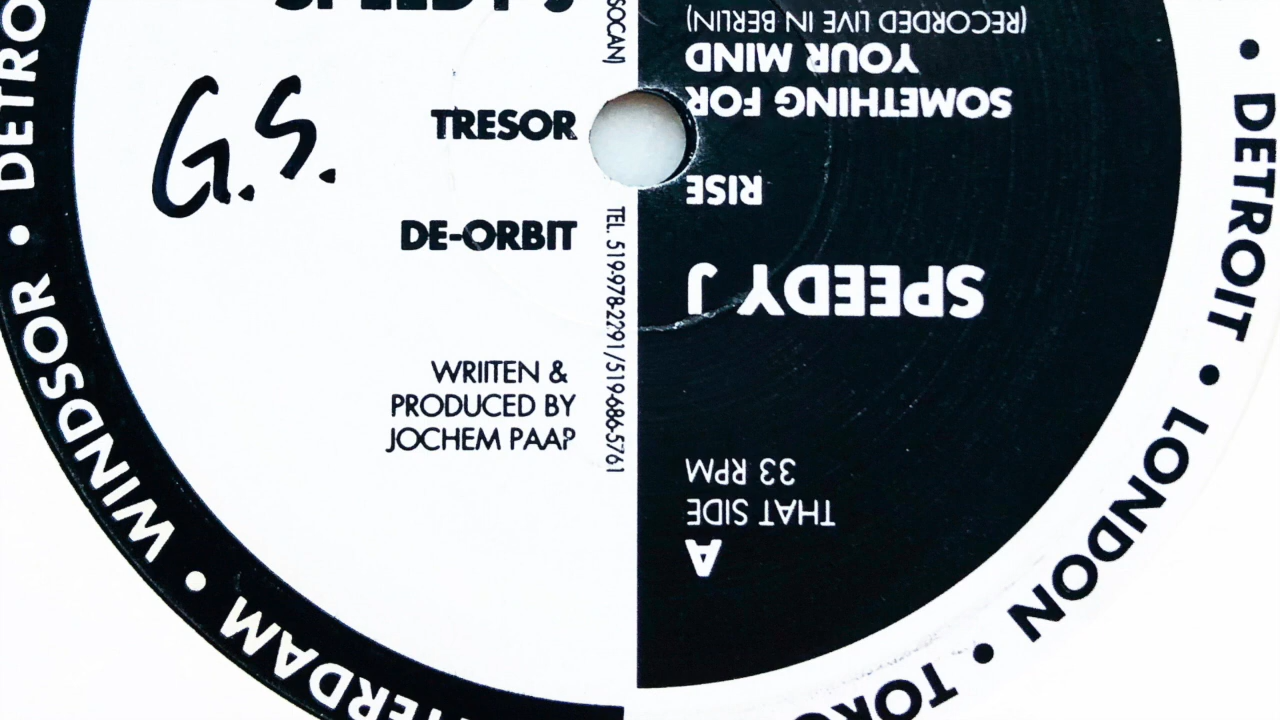 SPEEDY J
G.S.
TRESOR
DE-ORBIT
WRIITEN &
PRODUCED BY
JOCHEM PAAP
SOCAN)
TEL. 519-978-2291/519-686-5761
A
THAT SIDE
33 RPM
SPEEDY J
RISE
SOMETHING FOR
YOUR MIND
(RECORDED LIVE IN BERLIN)
• DETROIT • LONDON •
WINDSOR •